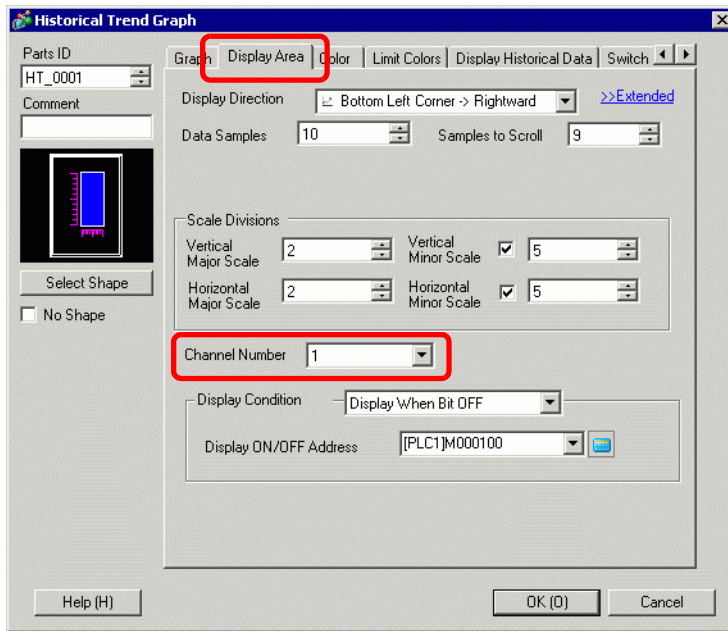 Historical Trend Graph
Parts ID
HT_0001
Comment
Select Shape
No Shape
Graph Display Area Color Limit Colors Display Historical Data Switch
Display Direction Bottom Left Corner -> Rightward >>Extended
Data Samples 10 Samples to Scroll 9
Scale Divisions
Vertical Major Scale 2 Vertical Minor Scale 5
Horizontal Major Scale 2 Horizontal Minor Scale 5
Channel Number 1
Display Condition Display When Bit OFF
Display ON/OFF Address [PLC1]M000100
Help (H) OK (O) Cancel